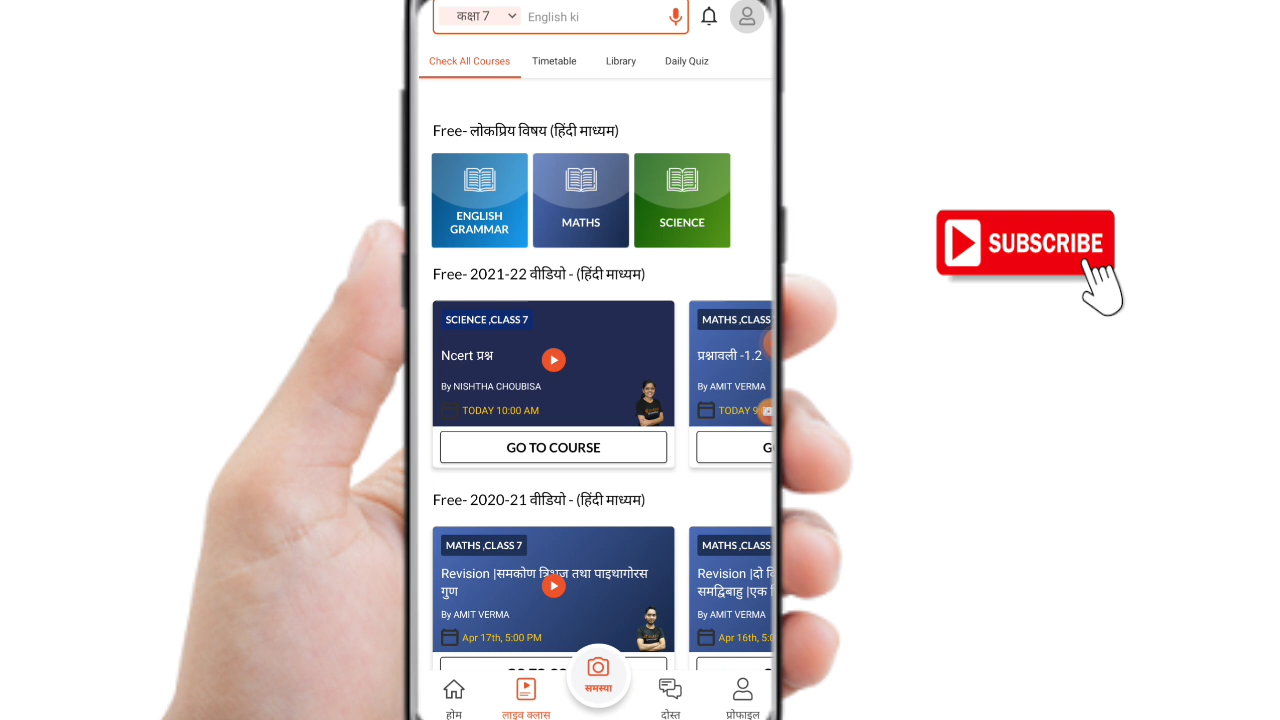 कक्षा 7 English ki
Check All Courses Timetable Library Daily Quiz
Free- लोकप्रिय विषय (हिंदी माध्यम)
ENGLISH GRAMMAR
MATHS
SCIENCE
Free- 2021-22 वीडियो - (हिंदी माध्यम)
SCIENCE ,CLASS 7
Ncert प्रश्न
By NISHTHA CHOUBISA
TODAY 10:00 AM
GO TO COURSE
MATHS ,CLASS
प्रश्नावली -1.2
By AMIT VERMA
TODAY
SUBSCRIBE
Free- 2020-21 वीडियो - (हिंदी माध्यम)
MATHS ,CLASS 7
Revision |समकोण त्रिभुज तथा पाइथागोरस
गुण
By AMIT VERMA
Apr 17th, 5:00 PM
MATHS ,CLASS
Revision |दो
समद्विबाहु |एक
By AMIT VERMA
Apr 16th,
समस्या
होम लाइव क्लास दोस्त प्रोफाइल